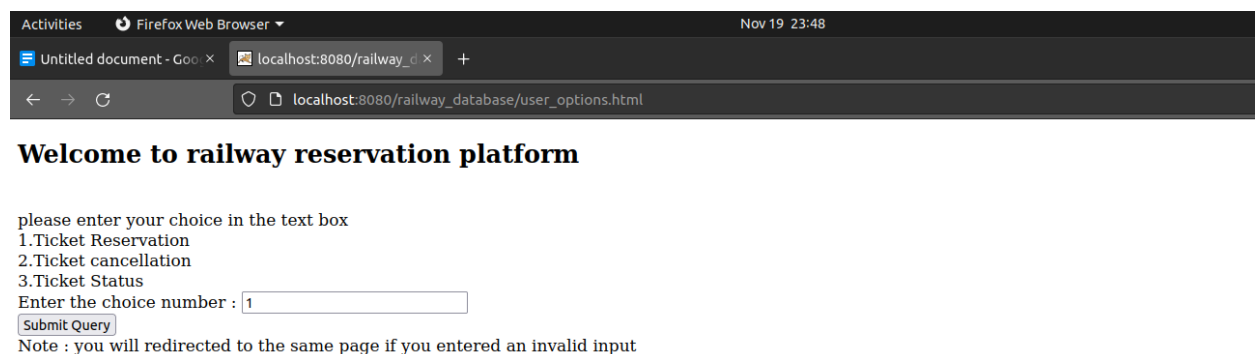 Activities Firefox Web Browser Nov 19 23:48
Untitled document - Goo localhost:8080/railway_d
localhost:8080/railway_database/user_options.html
Welcome to railway reservation platform
please enter your choice in the text box
1.Ticket Reservation
2.Ticket cancellation
3.Ticket Status
Enter the choice number : 1
Submit Query
Note : you will redirected to the same page if you entered an invalid input